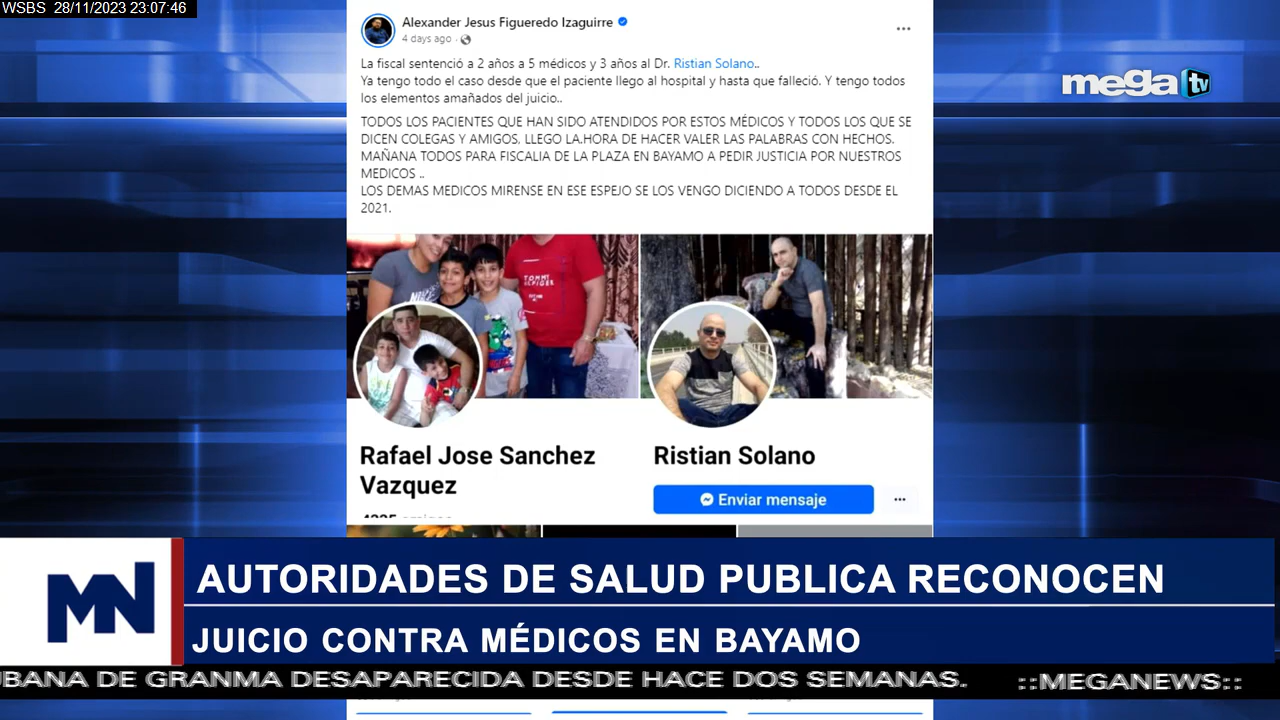 WSBS 28/11/2023 23:07:46
Alexander Jesus Figueredo Izaguirre
4 days ago
La fiscal sentenció a 2 años a 5 médicos y 3 años al Dr. Ristian Solano..
Ya tengo todo el caso desde que el paciente llego al hospital y hasta que falleció. Y tengo todos
los elementos amañados del juicio..
TODOS LOS PACIENTES QUE HAN SIDO ATENDIDOS POR ESTOS MÉDICOS Y TODOS LOS QUE SE
DICEN COLEGAS Y AMIGOS. LLEGO LA.HORA DE HACER VALER LAS PALABRAS CON HECHOS.
MAÑANA TODOS PARA FISCALIA DE LA PLAZA EN BAYAMO A PEDIR JUSTICIA POR NUESTROS
MEDICOS ..
LOS DEMAS MEDICOS MIRENSE EN ESE ESPEJO SE LOS VENGO DICIENDO A TODOS DESDE EL
2021.
mega tv
TOMMY HILFIGER
Rafael Jose Sanchez
Vazquez
Ristian Solano
Enviar mensaje
MN
AUTORIDADES DE SALUD PUBLICA RECONOCEN
JUICIO CONTRA MÉDICOS EN BAYAMO
UBANA DE GRANMA DESAPARECIDA DESDE HACE DOS SEMANAS. ::MEGANEWS::